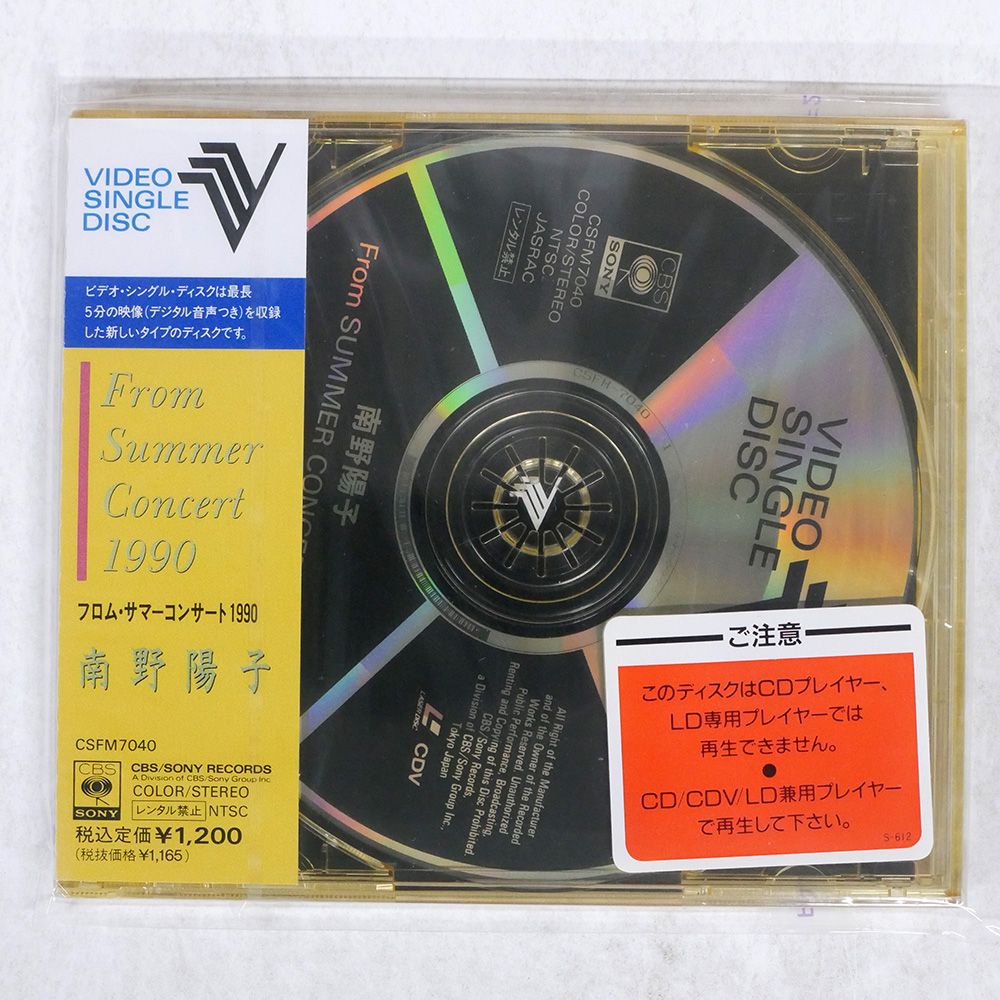 VIDEO
SINGLE
DISC
ビデオ・シングル・ディスクは最長
5分の映像(デジタル音声つき)を収録
した新しいタイプのディスクです。
From
Summer
Concert
1990
フロム・サマーコンサート1990
南野陽子
CSFM7040
CBS
SONY
CBS/SONY RECORDS
A Division of CBS/Sony Group Inc.
COLOR/STEREO
レンタル禁止 NTSC
税込定価¥1,200
(税抜価格¥1,165)
CBS
SONY
CSFM7040
COLOR/STEREO
NTSC
JASRAC
レンタル禁止
From SUMMER CONCE
南野陽子
CSFM-7040
VIDEO
SINGLE
DISC
All Right of the Manufacturer
and of the Owner of the Recorded
Works Reserved. Unauthorized
Public Performance, Broadcasting,
Renting and Copying of this Disc Prohibited.
CBS/Sony Records,
a Division of CBS/Sony Group Inc.,
Tokyo Japan
LASERDISC
CDV
ご注意
このディスクはCDプレイヤー、
LD専用プレイヤーでは
再生できません。
●
CD/CDV/LD兼用プレイヤー
で再生して下さい。
S-612